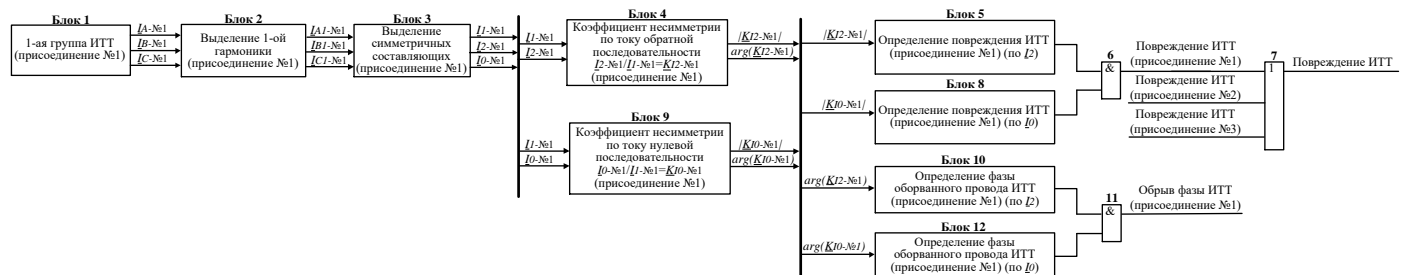 Блок 1
1-ая группа ИТТ
(присоединение №1)
IA-№1
IB-№1
IC-№1
Блок 2
Выделение 1-ой
гармоники
(присоединение №1)
IA1-№1
IB1-№1
IC1-№1
Блок 3
Выделение
симметричных
составляющих
(присоединение №1)
I1-№1
I2-№1
I0-№1
I1-№1
I2-№1
Блок 4
Коэффициент несимметрии
по току обратной
последовательности
I2-№1/I1-№1=KI2-№1
(присоединение №1)
|KI2-№1|
arg(KI2-№1)
I1-№1
I0-№1
Блок 9
Коэффициент несимметрии
по току нулевой
последовательности
I0-№1/I1-№1=KI0-№1
(присоединение №1)
|KI0-№1|
arg(KI0-№1)
|KI2-№1|
Блок 5
Определение повреждения ИТТ
(присоединение №1) (по I2)
|KI0-№1|
Блок 8
Определение повреждения ИТТ
(присоединение №1) (по I0)
arg(KI2-№1)
Блок 10
Определение фазы
оборванного провода ИТТ
(присоединение №1) (по I2)
arg(KI0-№1)
Блок 12
Определение фазы
оборванного провода ИТТ
(присоединение №1) (по I0)
6
&
Повреждение ИТТ
(присоединение №1)
Повреждение ИТТ
(присоединение №2)
Повреждение ИТТ
(присоединение №3)
7
1
Повреждение ИТТ
11
&
Обрыв фазы ИТТ
(присоединение №1)